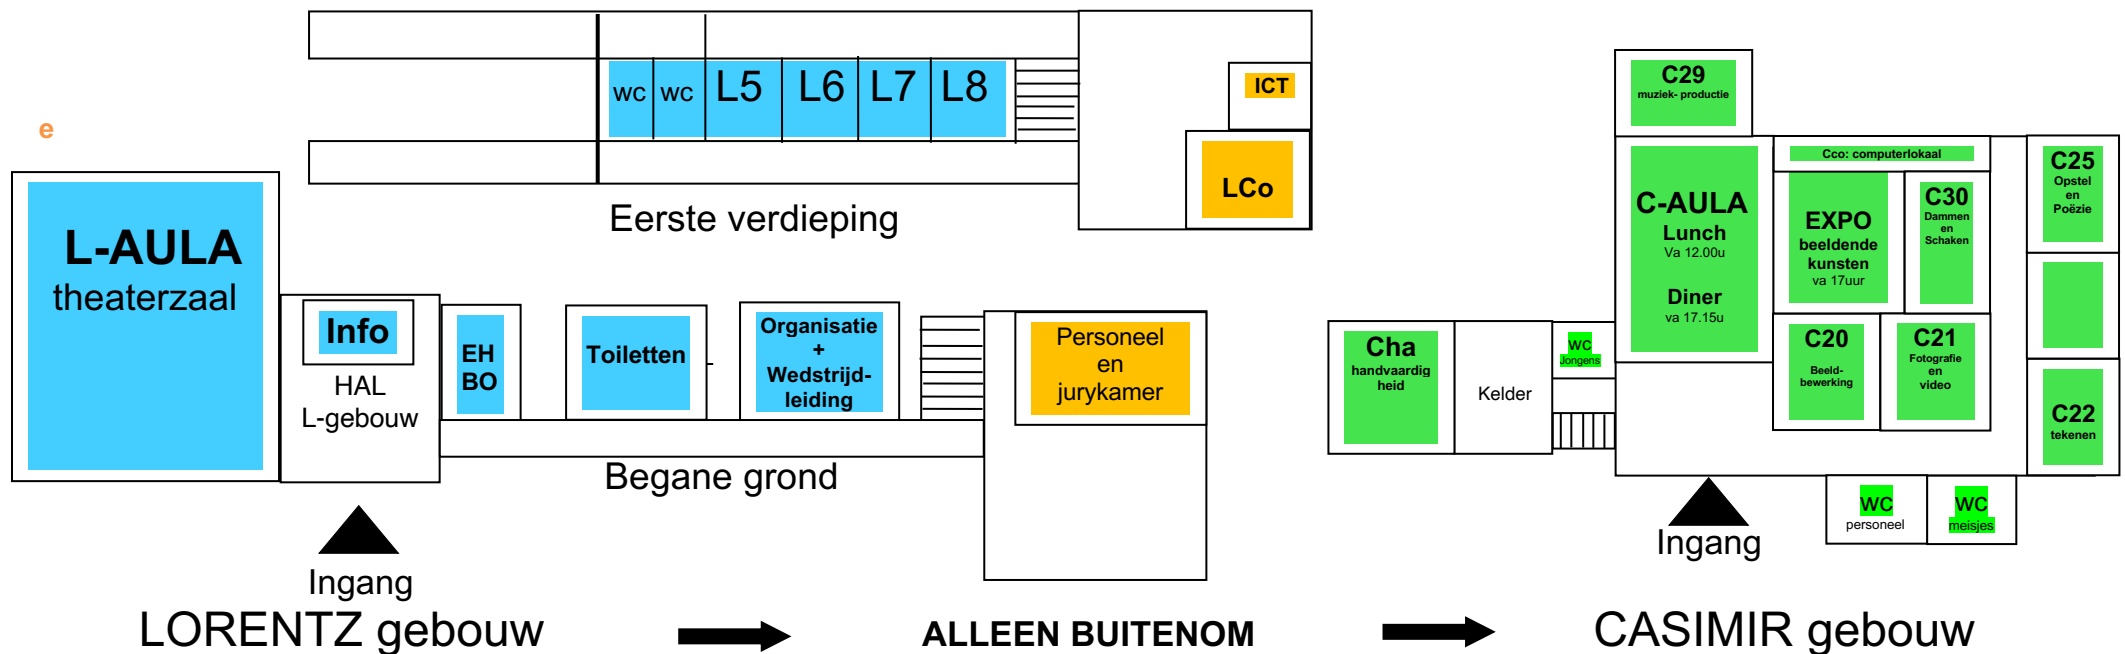 e
wc
wc
L5
L6
L7
L8
ICT
LCo
Eerste verdieping
L-AULA
theaterzaal
Info
HAL
L-gebouw
EH
BO
Toiletten
Organisatie
+
Wedstrijd-
leiding
Personeel
en
jurykamer
Begane grond
Ingang
LORENTZ gebouw
ALLEEN BUITENOM
C29
muziek- productie
C-AULA
Lunch
Va 12.00u
Diner
va 17.15u
Cco: computerlokaal
EXPO
beeldende
kunsten
va 17uur
C30
Dammen
en
Schaken
C25
Opstel
en
Poëzie
C20
Beeld-
bewerking
C21
Fotografie
en
video
C22
tekenen
Cha
handvaardig
heid
Kelder
WC
Jongens
WC
personeel
WC
meisjes
Ingang
CASIMIR gebouw